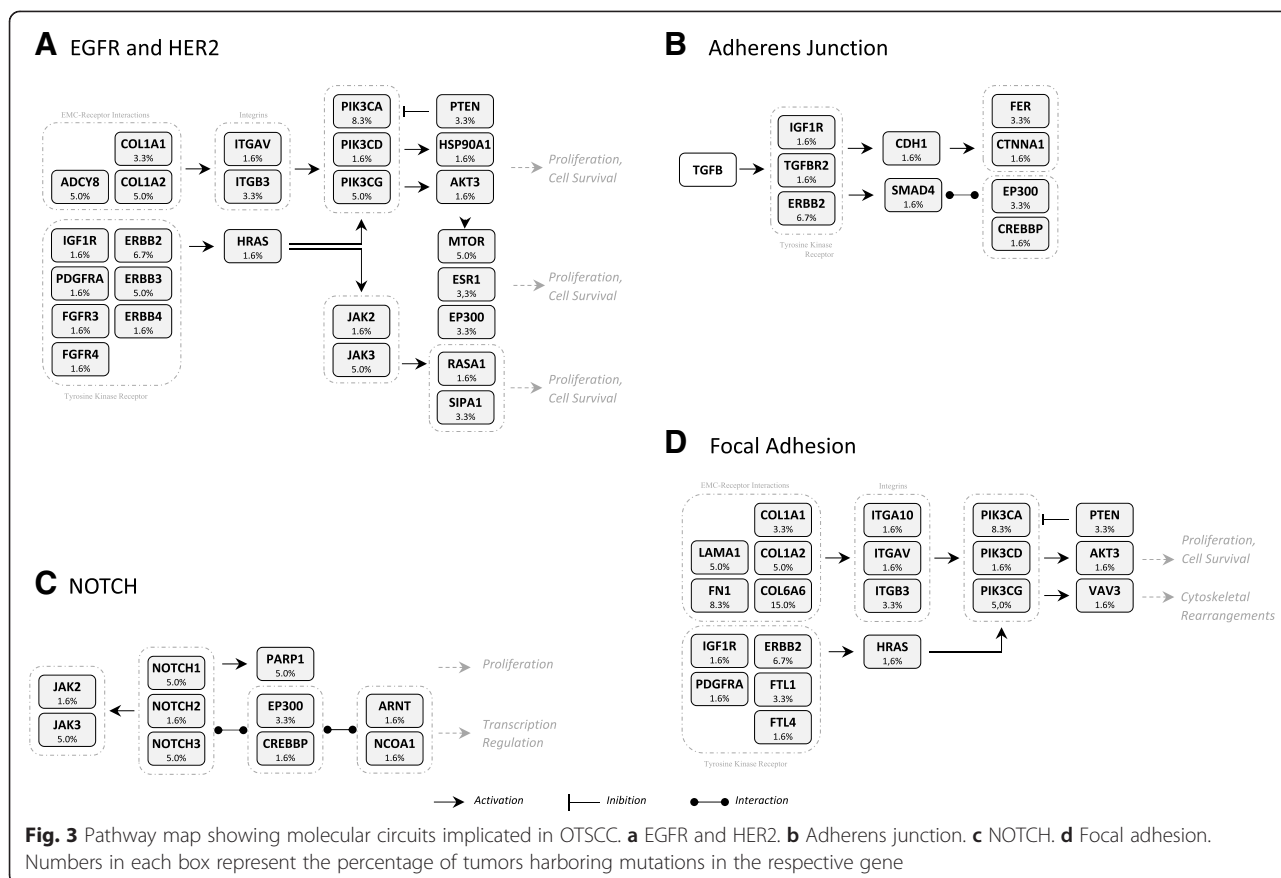 A EGFR and HER2
EMC-Receptor Interactions
COL1A1
3.3%
ADCY8
5.0%
COL1A2
5.0%
Integrins
ITGAV
1.6%
ITGB3
3.3%
PIK3CA
8.3%
PIK3CD
1.6%
PIK3CG
5.0%
PTEN
3.3%
HSP90A1
1.6%
AKT3
1.6%
Proliferation,
Cell Survival
IGF1R
1.6%
ERBB2
6.7%
PDGFRA
1.6%
ERBB3
5.0%
FGFR3
1.6%
ERBB4
1.6%
FGFR4
1.6%
Tyrosine Kinase Receptor
HRAS
1.6%
MTOR
5.0%
ESR1
3,3%
EP300
3.3%
Proliferation,
Cell Survival
JAK2
1.6%
JAK3
5.0%
RASA1
1.6%
SIPA1
3.3%
Proliferation,
Cell Survival
B Adherens Junction
TGFB
IGF1R
1.6%
TGFBR2
1.6%
ERBB2
6.7%
Tyrosine Kinase
Receptor
CDH1
1.6%
SMAD4
1.6%
FER
3.3%
CTNNA1
1.6%
EP300
3.3%
CREBBP
1.6%
C NOTCH
JAK2
1.6%
JAK3
5.0%
NOTCH1
5.0%
NOTCH2
1.6%
NOTCH3
5.0%
PARP1
5.0%
EP300
3.3%
CREBBP
1.6%
ARNT
1.6%
NCOA1
1.6%
Proliferation
Transcription
Regulation
D Focal Adhesion
EMC-Receptor Interactions
COL1A1
3.3%
LAMA1
5.0%
COL1A2
5.0%
FN1
8.3%
COL6A6
15.0%
Integrins
ITGA10
1.6%
ITGAV
1.6%
ITGB3
3.3%
PIK3CA
8.3%
PIK3CD
1.6%
PIK3CG
5,0%
PTEN
3.3%
AKT3
1.6%
VAV3
1.6%
Proliferation,
Cell Survival
Cytoskeletal
Rearrangements
IGF1R
1.6%
ERBB2
6.7%
PDGFRA
1.6%
FTL1
3.3%
FTL4
1.6%
Tyrosine Kinase Receptor
HRAS
1,6%
Activation
Inibition
Interaction
Fig. 3 Pathway map showing molecular circuits implicated in OTSCC. a EGFR and HER2. b Adherens junction. c NOTCH. d Focal adhesion.
Numbers in each box represent the percentage of tumors harboring mutations in the respective gene